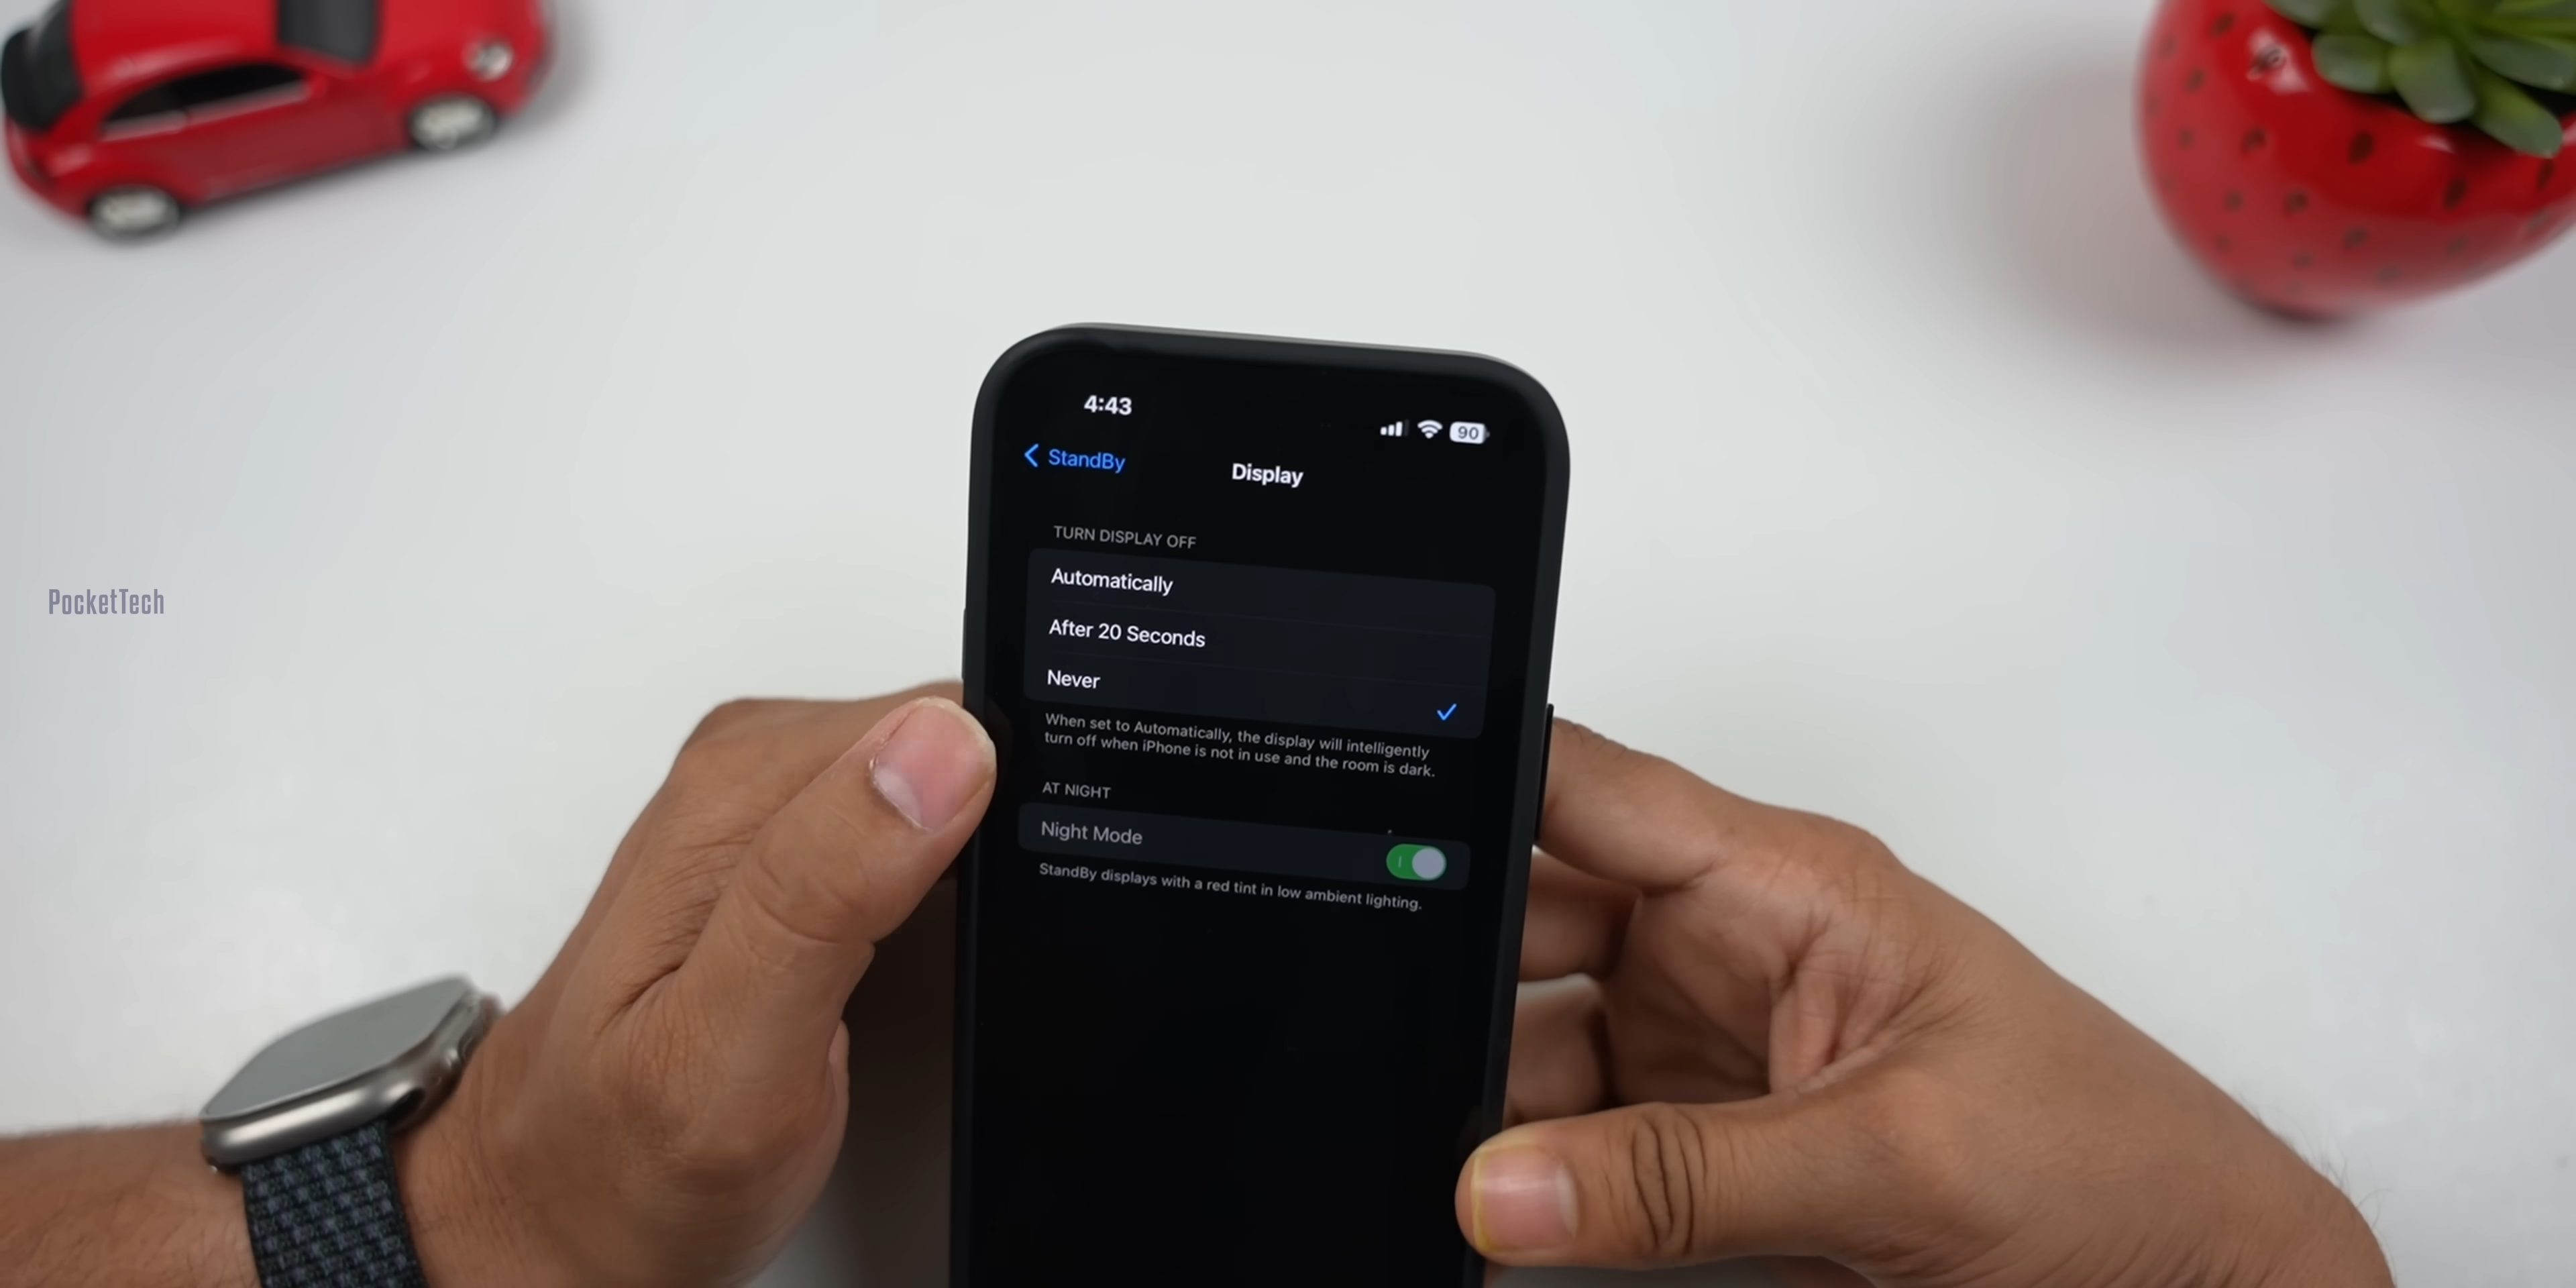 4:43
90
StandBy
Display
TURN DISPLAY OFF
Automatically
After 20 Seconds
Never
When set to Automatically, the display will intelligently
turn off when iPhone is not in use and the room is dark.
AT NIGHT
Night Mode
StandBy displays with a red tint in low ambient lighting.
PocketTech